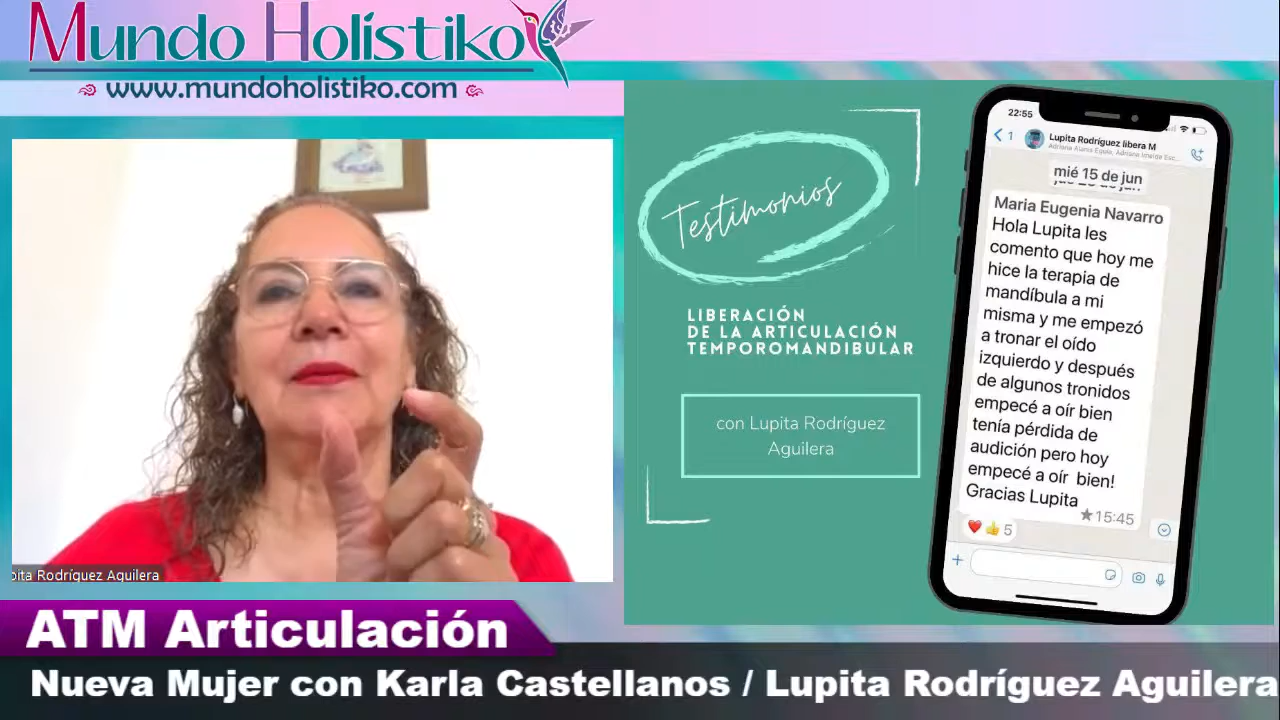 Mundo Holístiko
www.mundoholistiko.com
Testimonios
LIBERACIÓN
DE LA ARTICULACIÓN
TEMPOROMANDIBULAR
con Lupita Rodríguez
Aguilera
22:55
1
Lupita Rodríguez libera M
mié 15 de jun
Maria Eugenia Navarro
Hola Lupita les
comento que hoy me
hice la terapia de
mandíbula a mi
misma y me empezó
a tronar el oído
izquierdo y después
de algunos tronidos
empecé a oír bien
tenía pérdida de
audición pero hoy
empecé a oír bien!
Gracias Lupita
★15:45
5
pita Rodríguez Aguilera
ATM Articulación
Nueva Mujer con Karla Castellanos / Lupita Rodríguez Aguilera